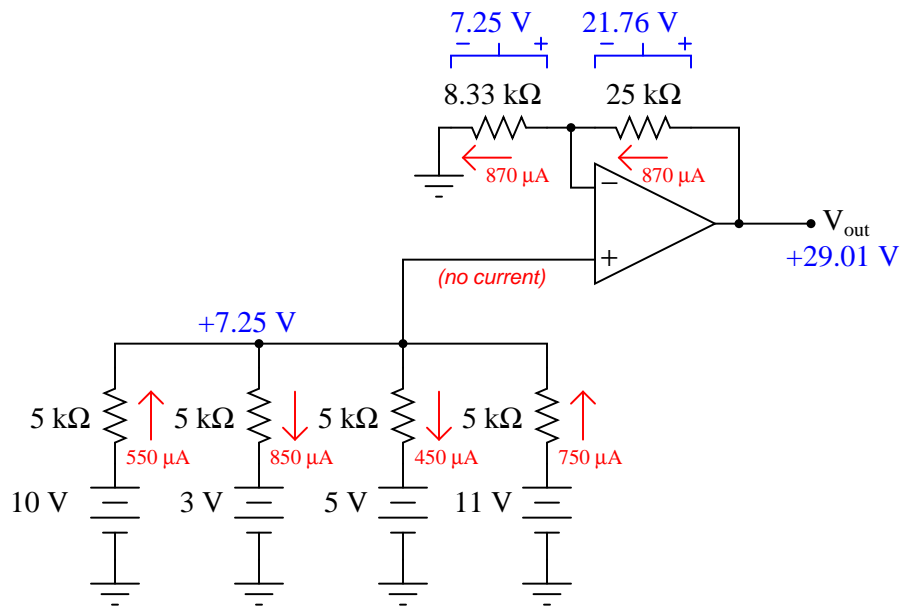 7.25 V 21.76 V
− + − +
8.33 kΩ 25 kΩ
870 µA 870 µA
−
V_out
+
+29.01 V
(no current)
+7.25 V
5 kΩ 5 kΩ 5 kΩ 5 kΩ
550 µA 850 µA 450 µA 750 µA
10 V 3 V 5 V 11 V